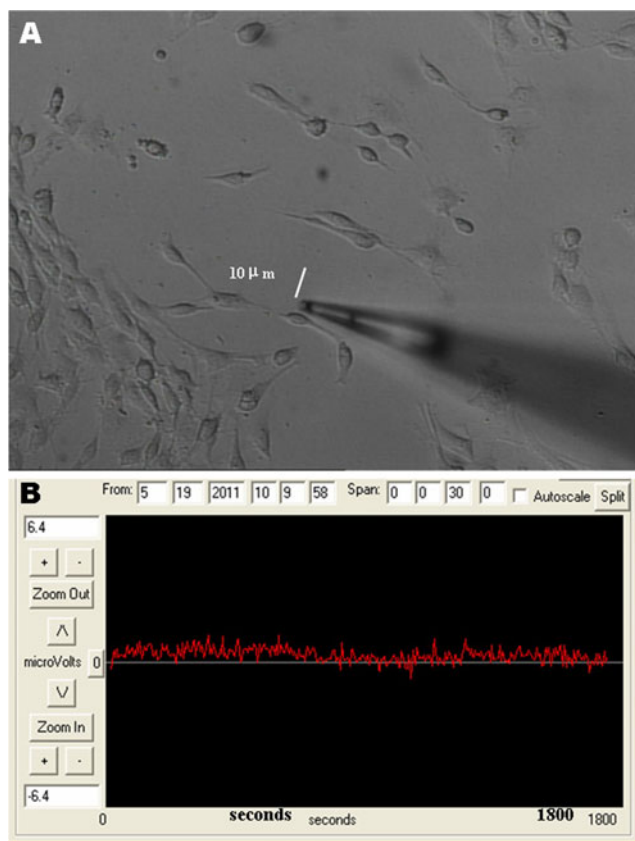 A
10 μm
B
From: 5 19 2011 10 9 58 Span: 0 0 30 0 Autoscale Split
6.4
+ -
Zoom Out
/\
microVolts 0
\/
Zoom In
+ -
-6.4
0 seconds seconds 1800 1800